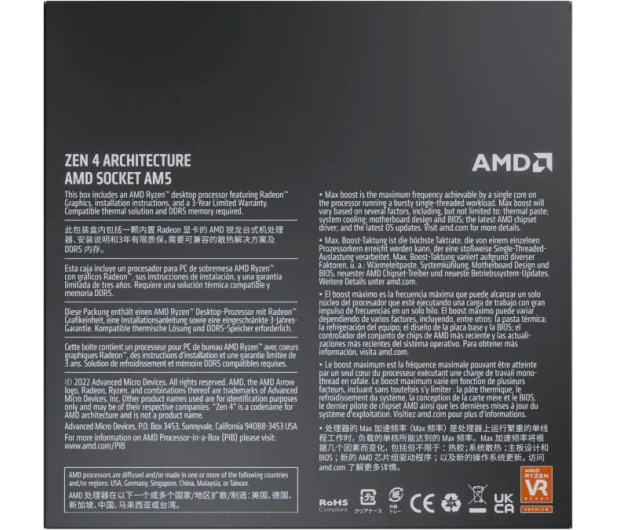 ZEN 4 ARCHITECTURE
AMD SOCKET AM5
This box includes an AMD Ryzen™ desktop processor featuring Radeon™
Graphics, installation instructions, and a 3-Year Limited Warranty.
Compatible thermal solution and DDR5 memory required.
此包装盒内包括一颗内置 Radeon 显卡的 AMD 锐龙台式机处理
器、安装说明和3年有限质保。需要可兼容的散热解决方案及
DDR5 内存。
Esta caja incluye un procesador para PC de sobremesa AMD Ryzen™
con gráficos Radeon™, sus instrucciones de instalación, y una garantía
limitada de tres años. Requiere una solución térmica compatible y
memoria DDR5.
Diese Packung enthält einen AMD Ryzen™ Desktop-Prozessor mit Radeon™
Grafikeinheit, eine Installationsanleitung sowie eine eingeschränkte 3-Jahres-
Garantie. Kompatible thermische Lösung und DDR5-Speicher erforderlich.
Cette boîte contient un processeur pour PC de bureau AMD Ryzen™ avec coeurs
graphiques Radeon™, des instructions d'installation et une garantie limitée de
3 ans. Solution de refroidissement et mémoire DDR5 compatibles requises.
© 2022 Advanced Micro Devices. All rights reserved. AMD, the AMD Arrow
logo, Radeon, Ryzen, and combinations thereof are trademarks of Advanced
Micro Devices, Inc. Other product names used are for identification purposes
only and may be of their respective companies. "Zen 4" is a codename for
AMD architecture and is not a product name.
Advanced Micro Devices, P.O. Box 3453, Sunnyvale, California 94088-3453 USA
For more information on AMD Processor-in-a-Box (PIB) please visit:
www.amd.com/PIB
AMD processors are diffused and/or made in one or more of the following countries
and/or regions: USA, Germany, Singapore, China, Malaysia, or Taiwan.
AMD 处理器在以下一个或多个国家/地区扩散/制造：美国、德国、
新加坡、中国、马来西亚或台湾。
AMD
• Max boost is the maximum frequency achievable by a single core on
the processor running a bursty single-threaded workload. Max boost will
vary based on several factors, including, but not limited to: thermal paste;
system cooling; motherboard design and BIOS; the latest AMD chipset
driver; and the latest OS updates. Visit amd.com for more details.
• Max. Boost-Taktung ist die höchste Taktrate, die von einem einzelnen
Prozessorkern erreicht werden kann, der eine stoßweise Single-Threaded-
Auslastung verarbeitet. Max. Boost-Taktung variiert aufgrund diverser
Faktoren, u. a.: Wärmeleitpaste, Systemkühlung, Motherboard Design und
BIOS, neuester AMD Chipset-Treiber und neueste Betriebssystem-Updates.
Weitere Details unter amd.com.
• El boost máximo es la frecuencia máxima que puede alcanzar un solo
núcleo del procesador que esté ejecutando una carga de trabajo con gran
impulso de frecuencias en un solo hilo. El boost máximo puede variar
dependiendo de varios factores, incluyendo, entre otros: la pasta térmica;
la refrigeración del equipo; el diseño de la placa base y la BIOS; el
controlador del conjunto de chips de AMD más reciente y las actuali-
zaciones más recientes del sistema operativo. Para obtener más
información, visita amd.com.
• Le boost maximum est la fréquence maximale pouvant être atteinte
par un seul cœur du processeur exécutant une charge de travail mono-
thread en rafale. Le boost maximum varie en fonction de plusieurs
facteurs, incluant sans toutefois s'y limiter : la pâte thermique, le
refroidissement du système, la conception de la carte mère et le BIOS,
le dernier pilote de chipset AMD ainsi que les dernières mises à jour du
système d'exploitation. Visitez amd.com pour plus d'informations.
• 处理器的 Max 加速频率 (Max 频率) 是处理器上运行繁重的单线
程工作时，负载的单核所能达到的 Max 频率。Max 加速频率将根
据几个因素而变化，包括但不限于：热胶；系统散热；主板设计和
BIOS；新的 AMD 芯片组驱动程序；以及新的操作系统更新。访问
amd.com 了解更多详情。
RoHS
Compliant
クリアケース
外箱
トレー
CE
UK
CA
AMD
RYZEN
VR
READY
PREMIUM